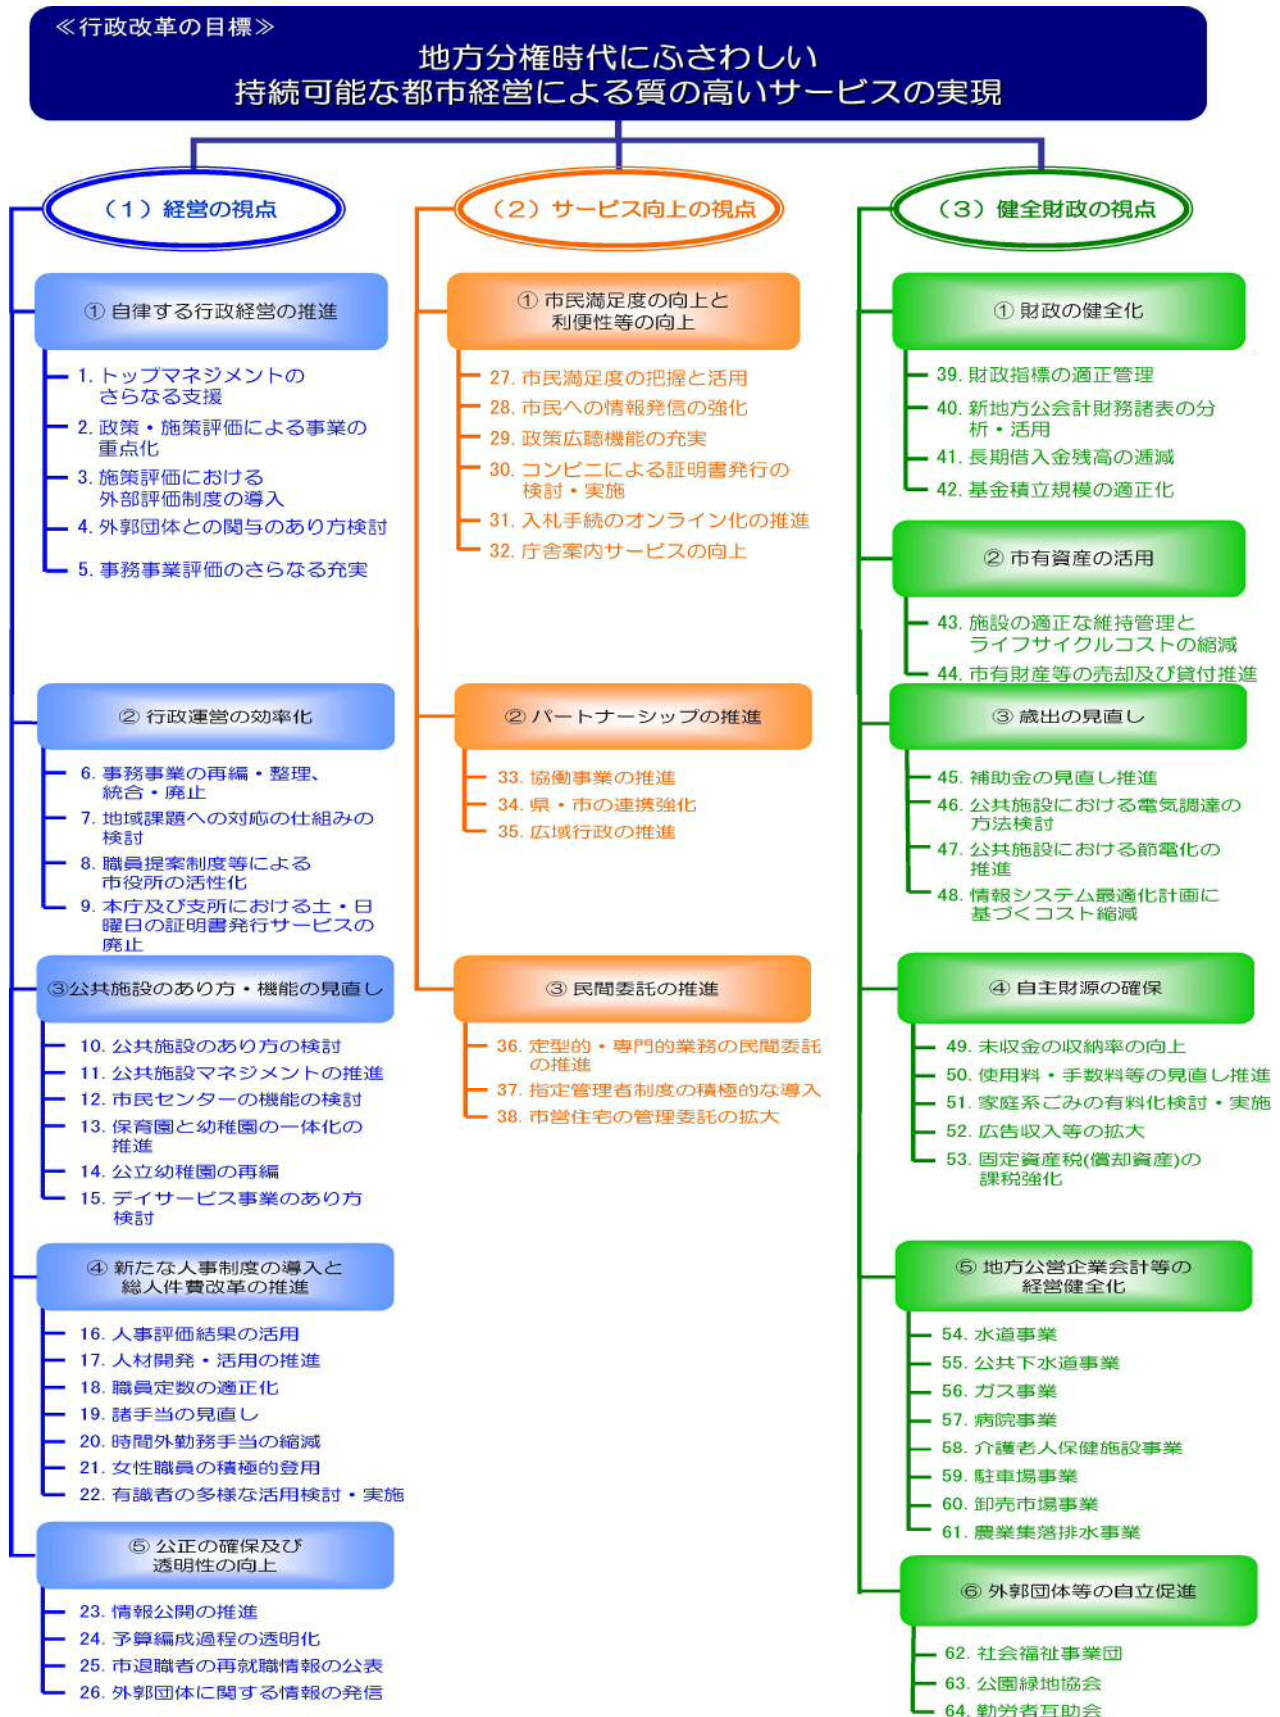 ≪行政改革の目標≫
地方分権時代にふさわしい
持続可能な都市経営による質の高いサービスの実現
（１）経営の視点
① 自律する行政経営の推進
1. トップマネジメントの
さらなる支援
2. 政策・施策評価による事業の
重点化
3. 施策評価における
外部評価制度の導入
4. 外郭団体との関与のあり方検討
5. 事務事業評価のさらなる充実
② 行政運営の効率化
6. 事務事業の再編・整理、
統合・廃止
7. 地域課題への対応の仕組みの
検討
8. 職員提案制度等による
市役所の活性化
9. 本庁及び支所における土・日
曜日の証明書発行サービスの
廃止
③公共施設のあり方・機能の見直し
10. 公共施設のあり方の検討
11. 公共施設マネジメントの推進
12. 市民センターの機能の検討
13. 保育園と幼稚園の一体化の
推進
14. 公立幼稚園の再編
15. デイサービス事業のあり方
検討
④ 新たな人事制度の導入と
総人件費改革の推進
16. 人事評価結果の活用
17. 人材開発・活用の推進
18. 職員定数の適正化
19. 諸手当の見直し
20. 時間外勤務手当の縮減
21. 女性職員の積極的登用
22. 有識者の多様な活用検討・実施
⑤ 公正の確保及び
透明性の向上
23. 情報公開の推進
24. 予算編成過程の透明化
25. 市退職者の再就職情報の公表
26. 外郭団体に関する情報の発信
（２）サービス向上の視点
① 市民満足度の向上と
利便性等の向上
27. 市民満足度の把握と活用
28. 市民への情報発信の強化
29. 政策広聴機能の充実
30. コンビニによる証明書発行の
検討・実施
31. 入札手続のオンライン化の推進
32. 庁舎案内サービスの向上
② パートナーシップの推進
33. 協働事業の推進
34. 県・市の連携強化
35. 広域行政の推進
③ 民間委託の推進
36. 定型的・専門的業務の民間委託
の推進
37. 指定管理者制度の積極的な導入
38. 市営住宅の管理委託の拡大
（３）健全財政の視点
① 財政の健全化
39. 財政指標の適正管理
40. 新地方公会計財務諸表の分
析・活用
41. 長期借入金残高の逓減
42. 基金積立規模の適正化
② 市有資産の活用
43. 施設の適正な維持管理と
ライフサイクルコストの縮減
44. 市有財産等の売却及び貸付推進
③ 歳出の見直し
45. 補助金の見直し推進
46. 公共施設における電気調達の
方法検討
47. 公共施設における節電化の
推進
48. 情報システム最適化計画に
基づくコスト縮減
④ 自主財源の確保
49. 未収金の収納率の向上
50. 使用料・手数料等の見直し推進
51. 家庭系ごみの有料化検討・実施
52. 広告収入等の拡大
53. 固定資産税(償却資産)の
課税強化
⑤ 地方公営企業会計等の
経営健全化
54. 水道事業
55. 公共下水道事業
56. ガス事業
57. 病院事業
58. 介護老人保健施設事業
59. 駐車場事業
60. 卸売市場事業
61. 農業集落排水事業
⑥ 外郭団体等の自立促進
62. 社会福祉事業団
63. 公園緑地協会
64. 勤労者互助会